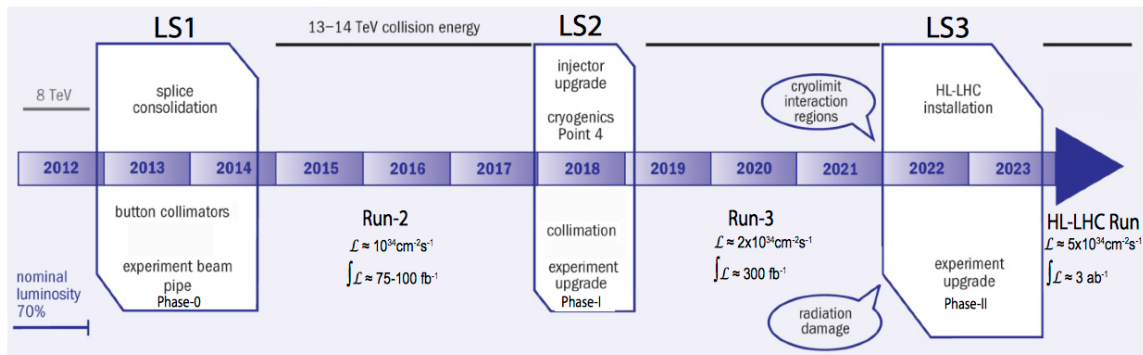 LS1
13–14 TeV collision energy
LS2
LS3
8 TeV
splice
consolidation
injector
upgrade
cryogenics
Point 4
cryolimit
interaction
regions
HL-LHC
installation
2012 2013 2014 2015 2016 2017 2018 2019 2020 2021 2022 2023
button collimators
experiment beam
pipe
Phase-0
nominal
luminosity
70%
Run-2
ℒ ≈ 10³⁴cm⁻²s⁻¹
∫ℒ ≈ 75-100 fb⁻¹
collimation
experiment
upgrade
Phase-I
Run-3
ℒ ≈ 2x10³⁴cm⁻²s⁻¹
∫ℒ ≈ 300 fb⁻¹
radiation
damage
experiment
upgrade
Phase-II
HL-LHC Run
ℒ ≈ 5x10³⁴cm⁻²s⁻¹
∫ℒ ≈ 3 ab⁻¹